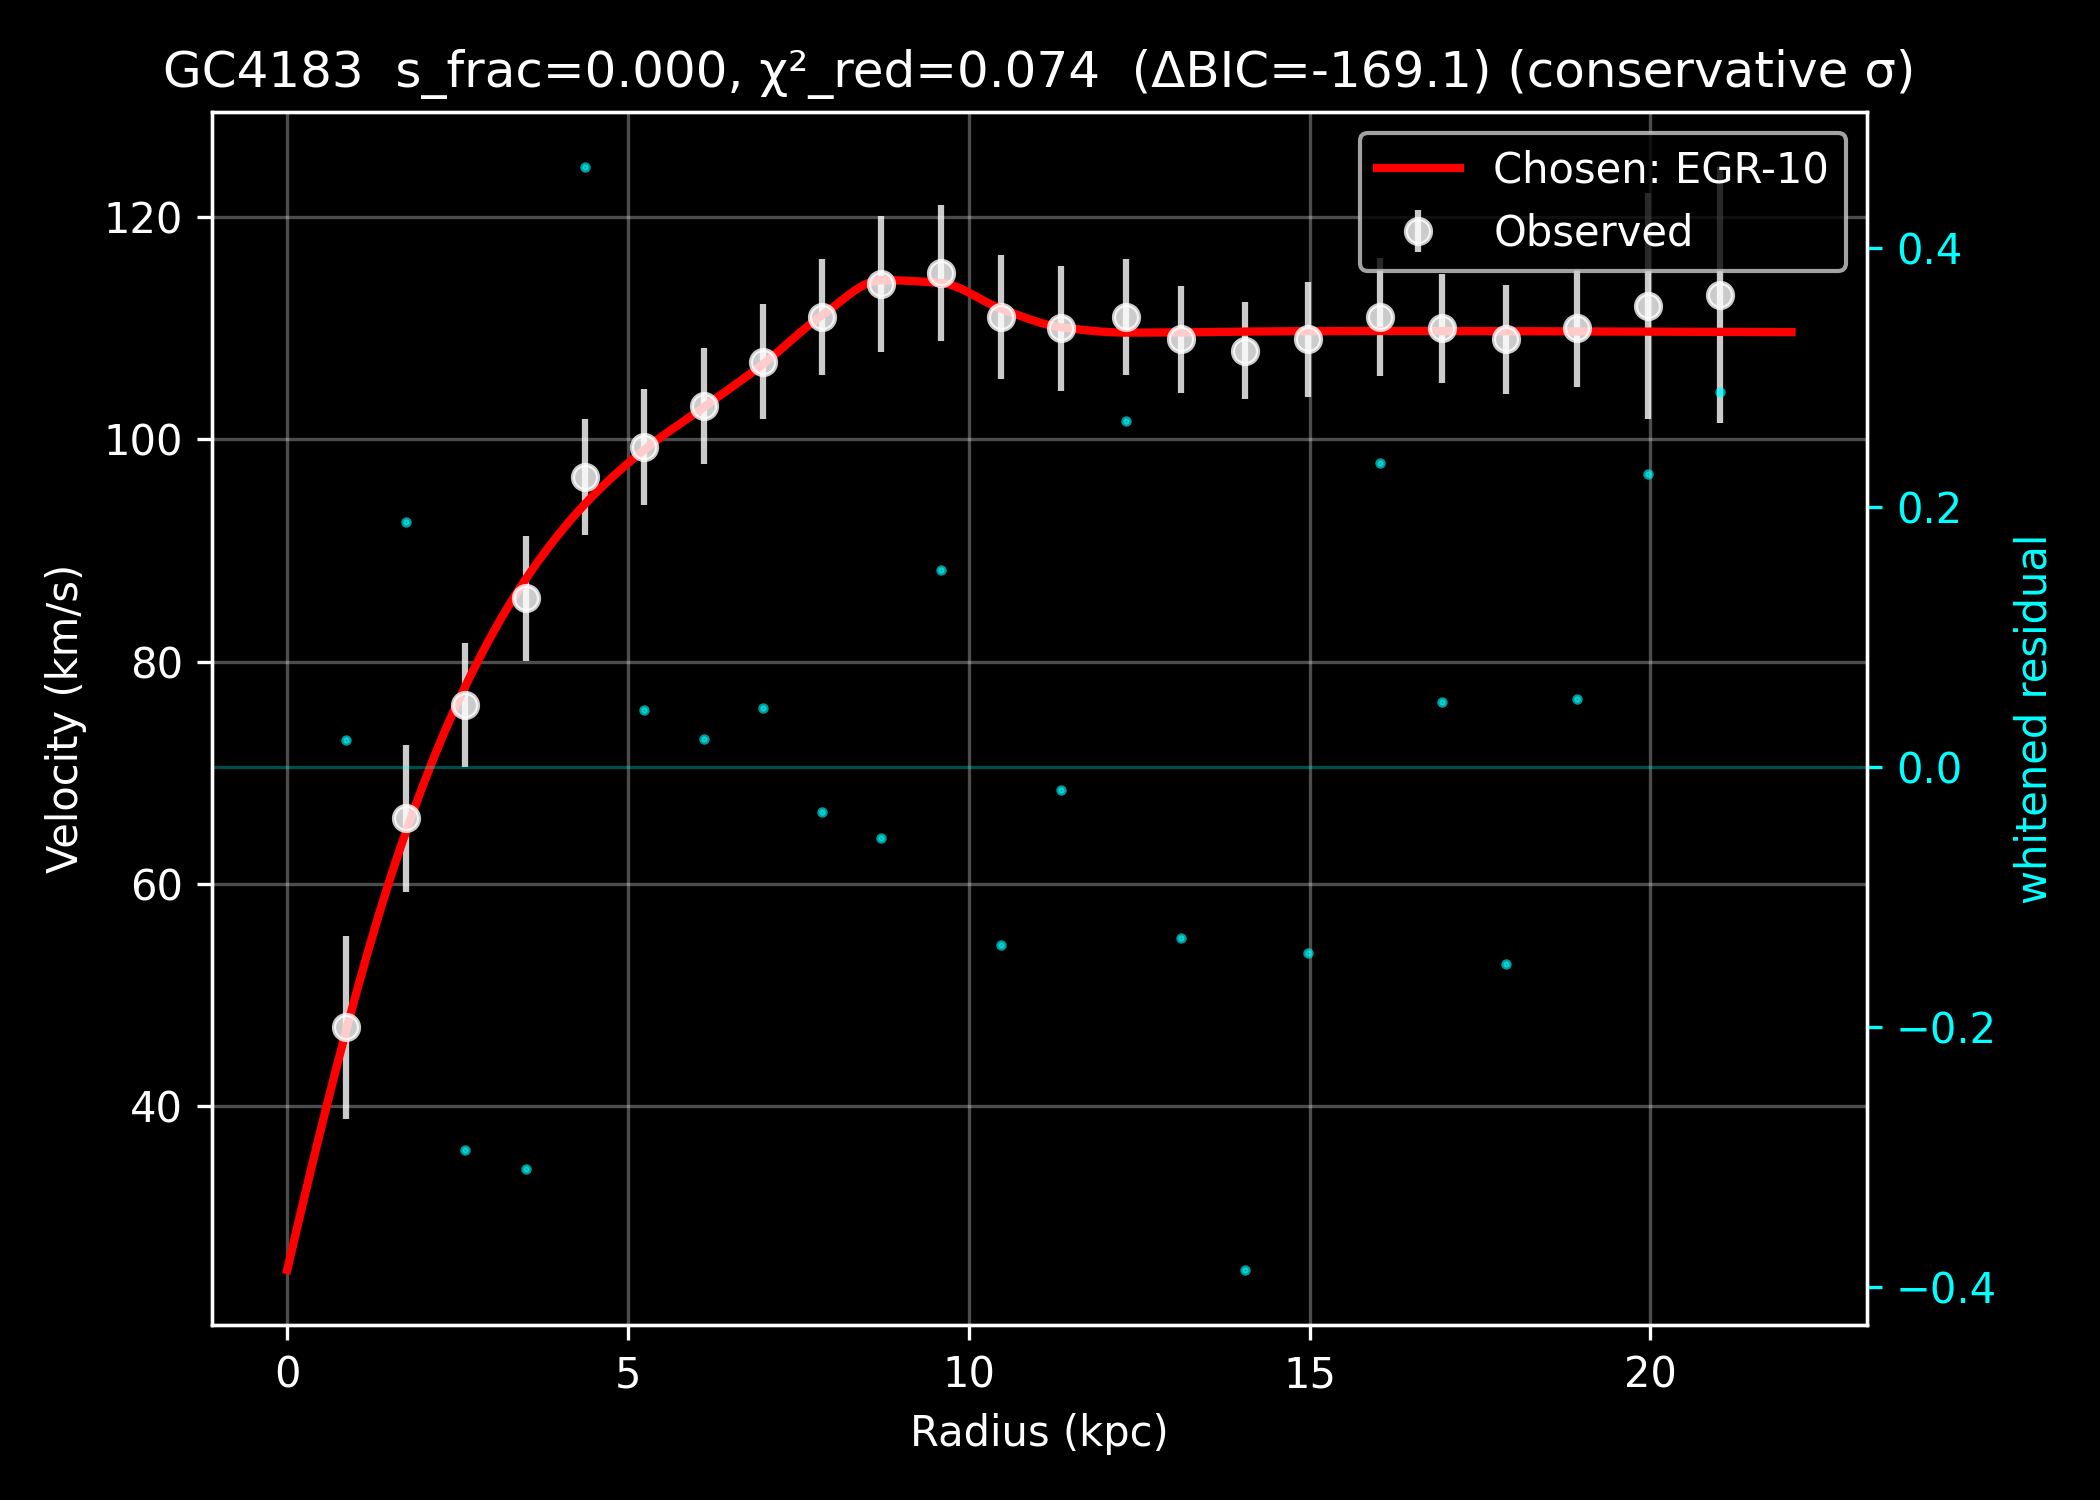 GC4183 s_frac=0.000, χ²_red=0.074 (ΔBIC=-169.1) (conservative σ)
Chosen: EGR-10
Observed
120
100
80
60
40
Velocity (km/s)
0.4
0.2
0.0
−0.2
−0.4
whitened residual
0
5
10
15
20
Radius (kpc)